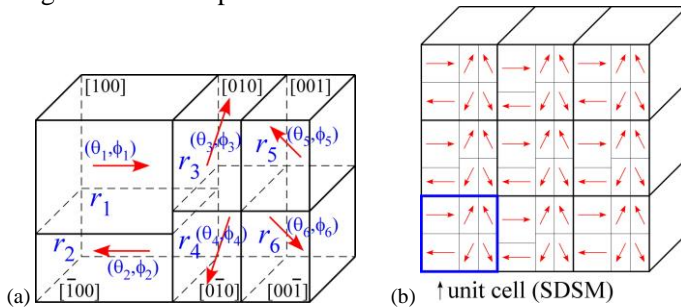 [100] [010] [001]
(θ₁,ϕ₁) (θ₃,ϕ₃) (θ₅,ϕ₅)
r₁ r₃ r₅
r₂ (θ₂,ϕ₂) r₄ (θ₄,ϕ₄) r₆ (θ₆,ϕ₆)
(a) [1̄00] [01̄0] [001̄]
(b) ↑ unit cell (SDSM)